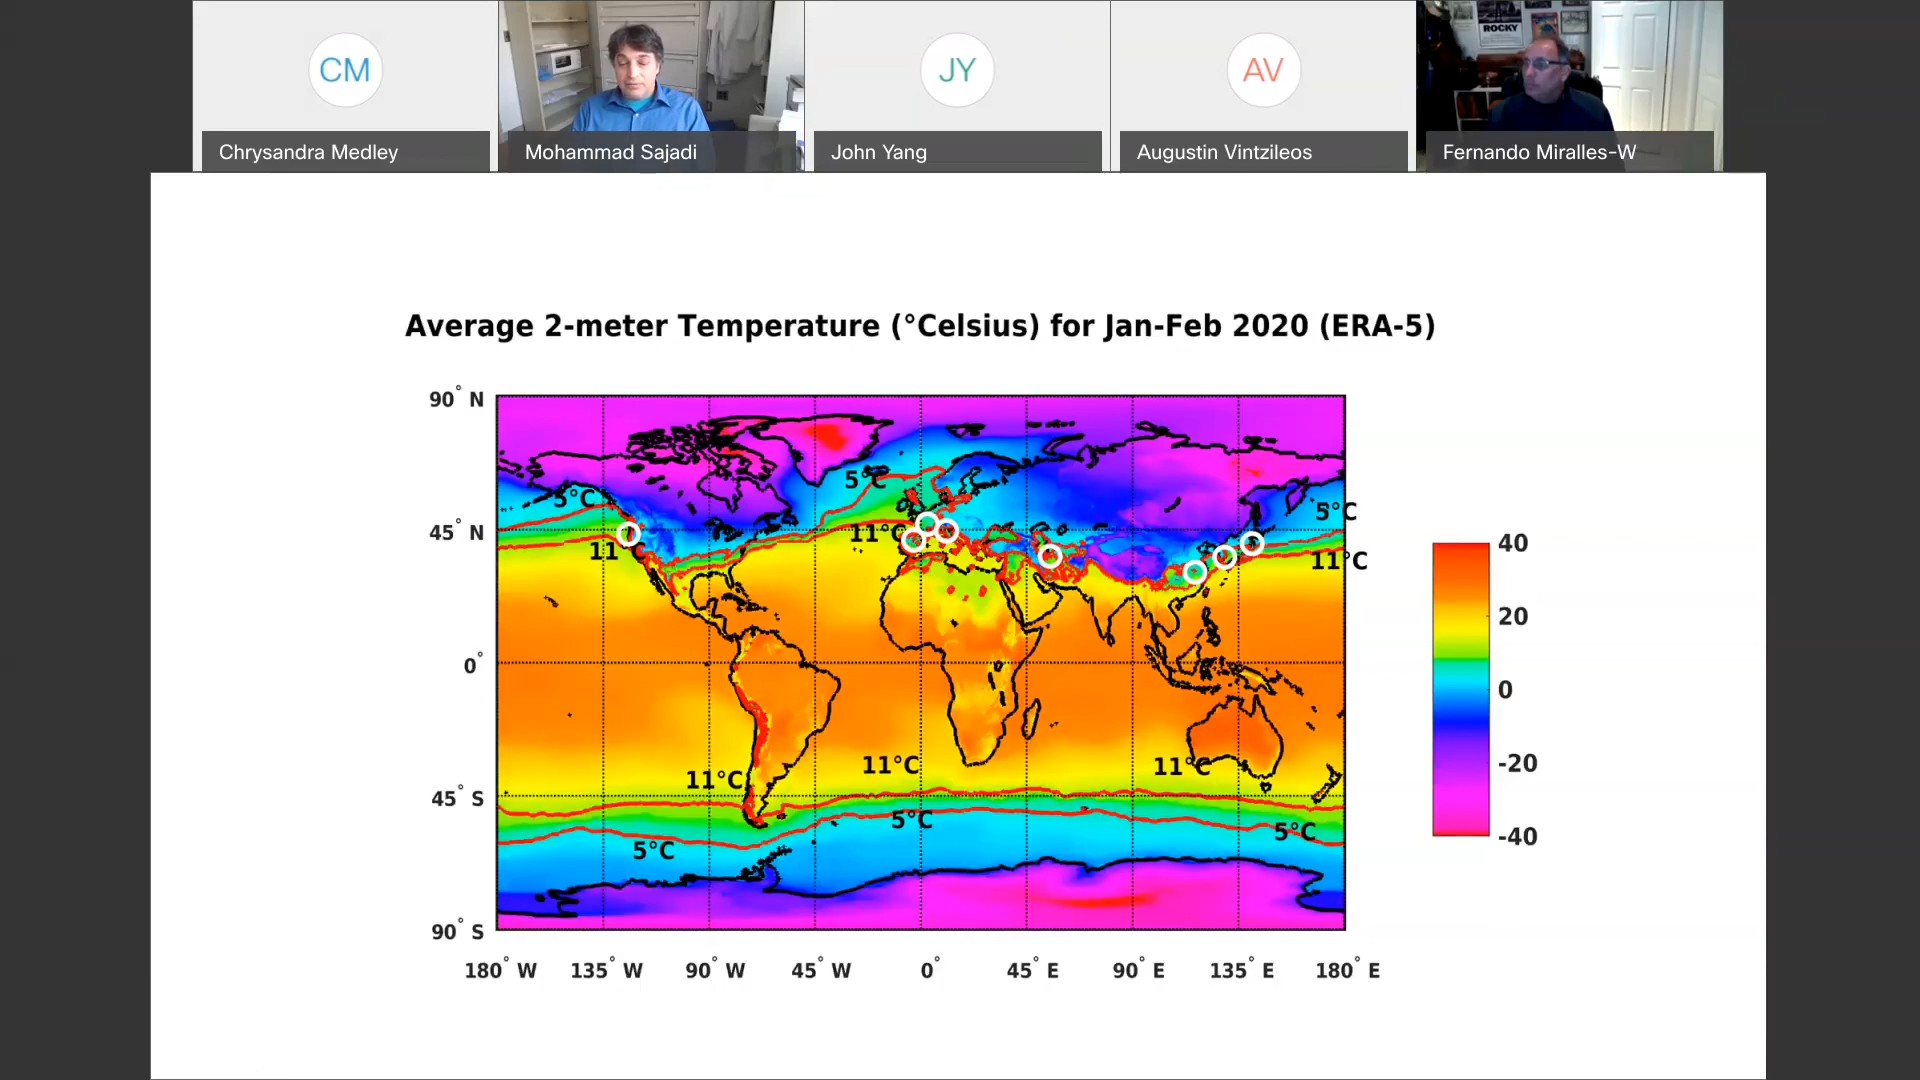 CM
JY
AV
ROCKY
Chrysandra Medley
Mohammad Sajadi
John Yang
Augustin Vintzileos
Fernando Miralles-W
Average 2-meter Temperature (°Celsius) for Jan-Feb 2020 (ERA-5)
90° N
45° N
0°
45° S
90° S
5°C
5°C
5°C
11°C
11°C
11°C
11°C
11°C
11°C
5°C
5°C
5°C
180° W
135° W
90° W
45° W
0°
45° E
90° E
135° E
180° E
40
20
0
-20
-40